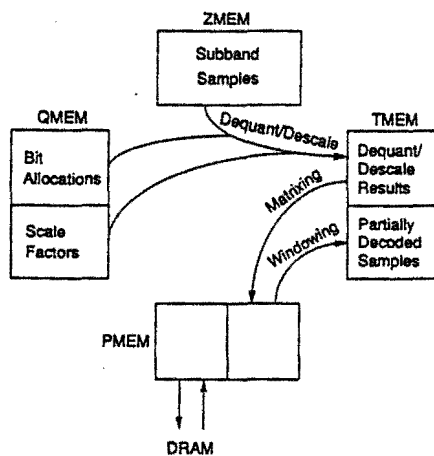 ZMEM
Subband
Samples
QMEM
Bit
Allocations
Scale
Factors
Dequant/Descale
TMEM
Dequant/
Descale
Results
Partially
Decoded
Samples
Matrixing
Windowing
PMEM
DRAM